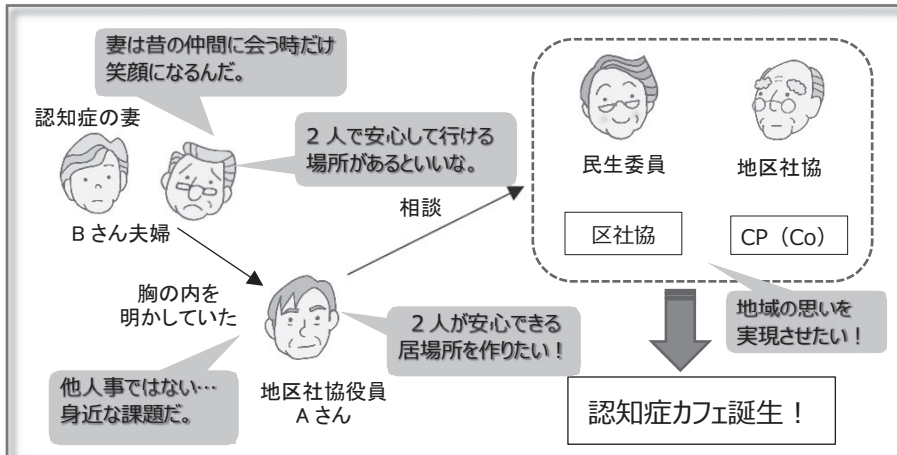 妻は昔の仲間に会う時だけ
笑顔になるんだ。
認知症の妻
2人で安心して行ける
場所があるといいな。
Bさん夫婦
胸の内を
明かしていた
他人事ではない…
身近な課題だ。
地区社協役員
Aさん
2人が安心できる
居場所を作りたい！
相談
民生委員
地区社協
区社協
CP（Co）
地域の思いを
実現させたい！
認知症カフェ誕生！